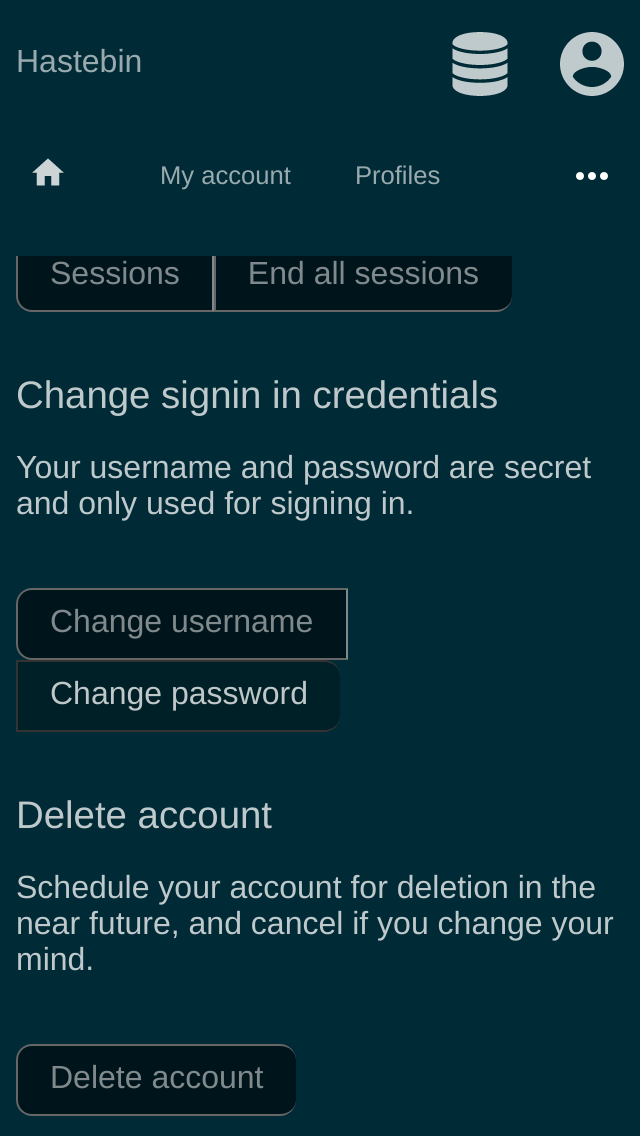 Hastebin
My account Profiles
Sessions End all sessions
Change signin in credentials
Your username and password are secret
and only used for signing in.
Change username
Change password
Delete account
Schedule your account for deletion in the
near future, and cancel if you change your
mind.
Delete account